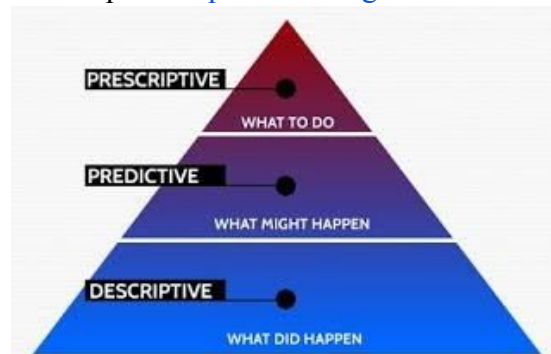 PRESCRIPTIVE
WHAT TO DO
PREDICTIVE
WHAT MIGHT HAPPEN
DESCRIPTIVE
WHAT DID HAPPEN